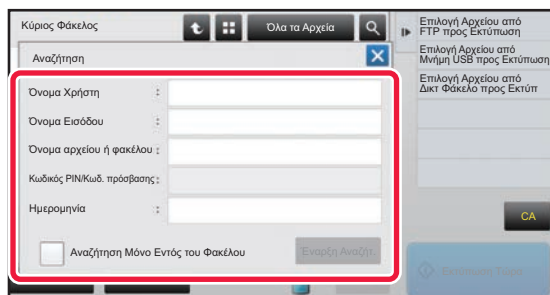 Κύριος Φάκελος
Όλα τα Αρχεία
Αναζήτηση
Όνομα Χρήστη :
Όνομα Εισόδου :
Όνομα αρχείου ή φακέλου :
Κωδικός PIN/Κωδ. πρόσβασης :
Ημερομηνία :
Αναζήτηση Μόνο Εντός του Φακέλου
Έναρξη Αναζήτ.
Επιλογή Αρχείου από
FTP προς Εκτύπωση
Επιλογή Αρχείου από
Μνήμη USB προς Εκτύπωση
Επιλογή Αρχείου από
Δικτ Φάκελο προς Εκτύπ
CA